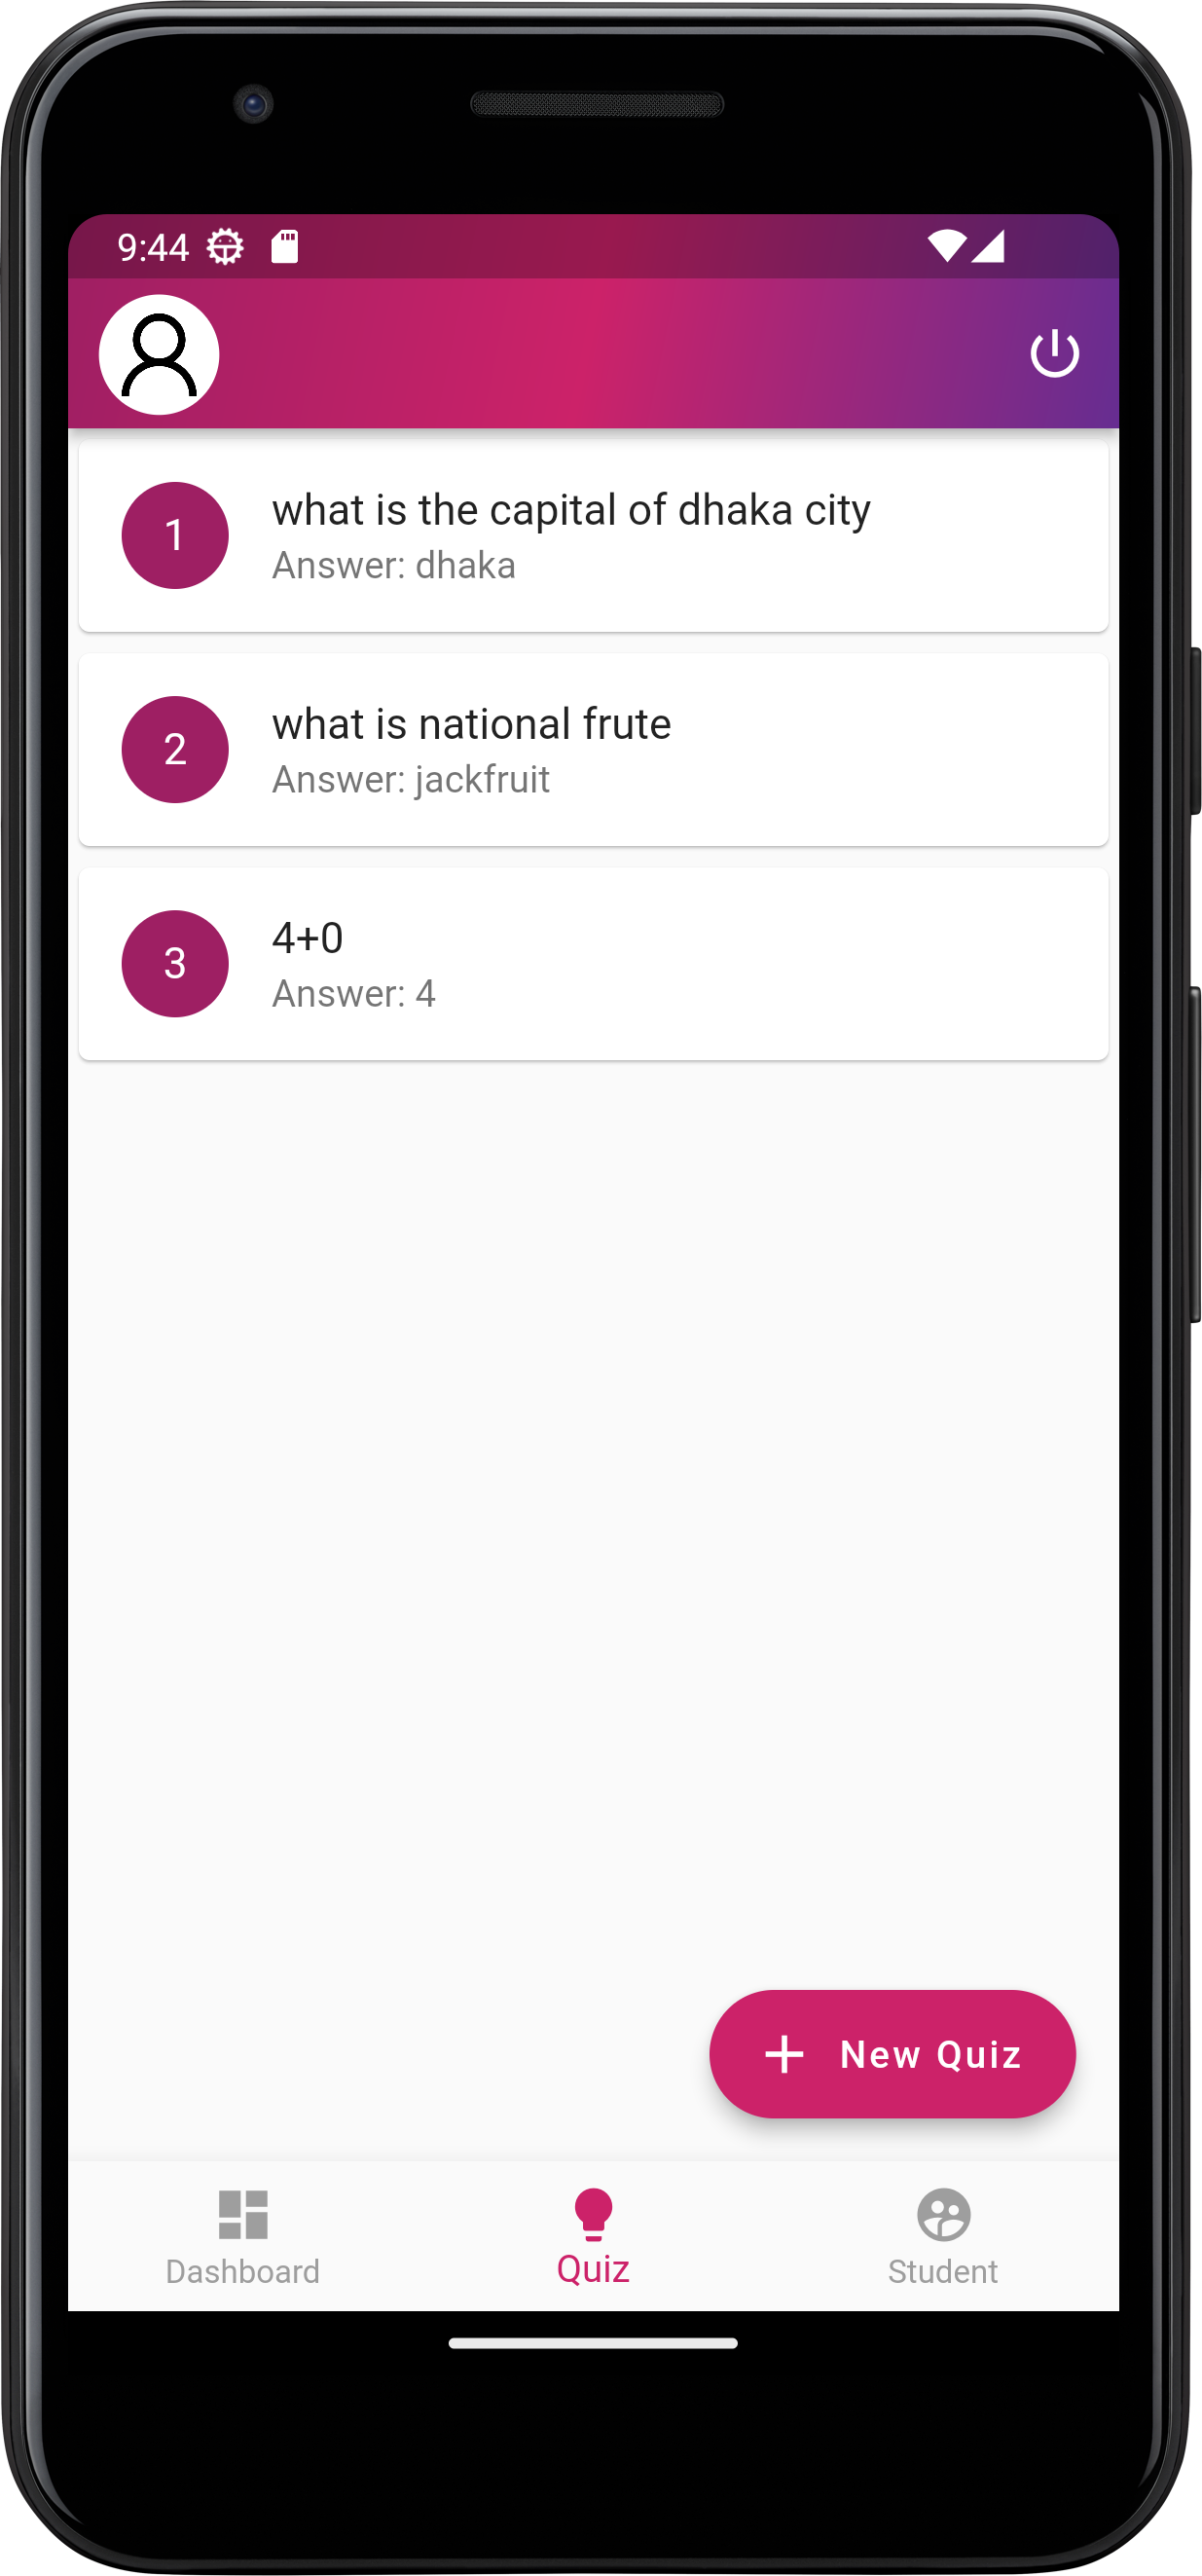 9:44
1
what is the capital of dhaka city
Answer: dhaka
2
what is national frute
Answer: jackfruit
3
4+0
Answer: 4
+ New Quiz
Dashboard
Quiz
Student